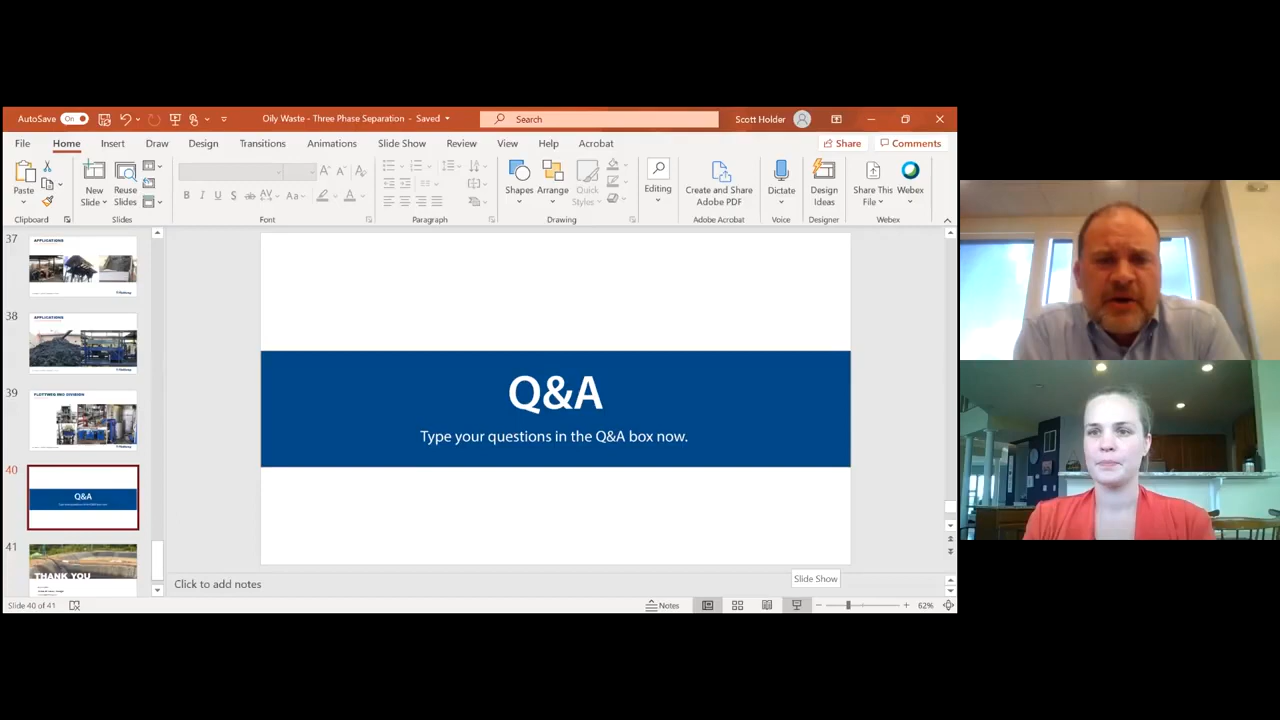 AutoSave On Oily Waste - Three Phase Separation - Saved Search Scott Holder
File Home Insert Draw Design Transitions Animations Slide Show Review View Help Acrobat Share Comments
Paste New Slide Reuse Slides Shapes Arrange Quick Styles Editing Create and Share Adobe PDF Dictate Design Ideas Share This File Webex
Clipboard Slides Font Paragraph Drawing Adobe Acrobat Voice Designer Webex
37
APPLICATIONS
38
APPLICATIONS
39
40
Q&A
41
THANK YOU
Q&A
Type your questions in the Q&A box now.
Click to add notes
Slide Show
Slide 40 of 41 Notes 62%